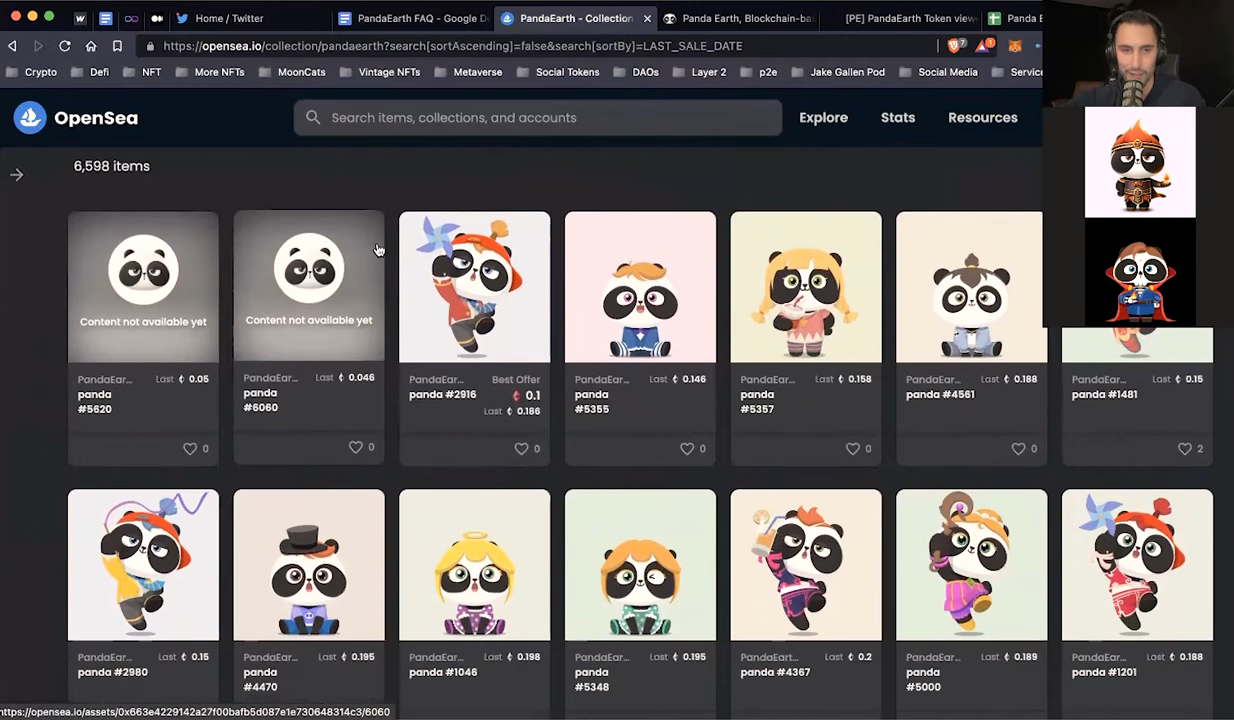 Home / Twitter
PandaEarth FAQ - Google D
PandaEarth - Collection
Panda Earth, Blockchain-ba
[PE] PandaEarth Token view
Panda E
https://opensea.io/collection/pandaearth?search[sortAscending]=false&search[sortBy]=LAST_SALE_DATE
Crypto
Defi
NFT
More NFTs
MoonCats
Vintage NFTs
Metaverse
Social Tokens
DAOs
Layer 2
p2e
Jake Gallen Pod
Social Media
Service
OpenSea
Search items, collections, and accounts
Explore
Stats
Resources
6,598 items
Content not available yet
Content not available yet
PandaEar... Last 0.05
panda
#5620
0
PandaEar... Last 0.046
panda
#6060
0
PandaEar... Best Offer
panda #2916 0.1
Last 0.186
0
PandaEar... Last 0.146
panda
#5355
0
PandaEar... Last 0.158
panda
#5357
0
PandaEar... Last 0.188
panda #4561
0
PandaEar... Last 0.15
panda #1481
2
PandaEar... Last 0.15
panda #2980
PandaEar... Last 0.195
panda
#4470
PandaEar... Last 0.198
panda #1046
PandaEar... Last 0.195
panda
#5348
PandaEart... Last 0.2
panda #4367
PandaEar... Last 0.189
panda
#5000
PandaEar... Last 0.188
panda #1201
https://opensea.io/assets/0x663e4229142a27f00bafb5d087e1e730648314c3/6060